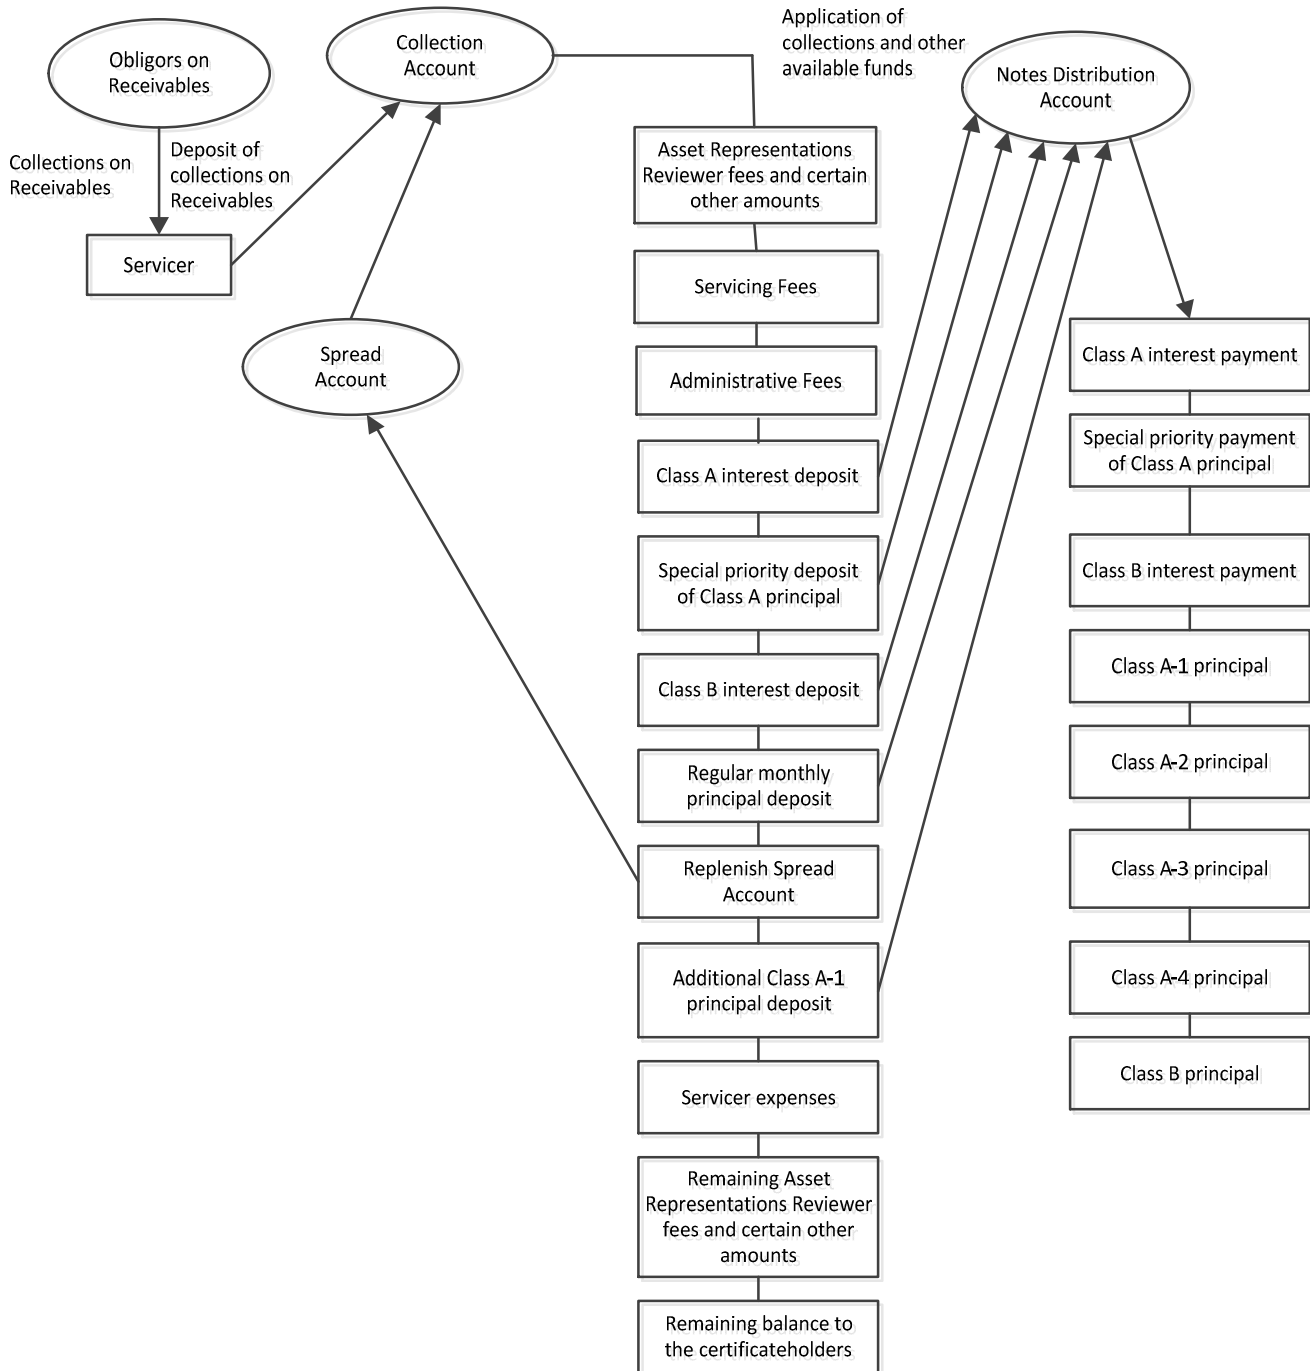 Obligors on
Receivables
Collections on
Receivables
Deposit of
collections on
Receivables
Servicer
Collection
Account
Spread
Account
Application of
collections and other
available funds
Asset Representations
Reviewer fees and certain
other amounts
Servicing Fees
Administrative Fees
Class A interest deposit
Special priority deposit
of Class A principal
Class B interest deposit
Regular monthly
principal deposit
Replenish Spread
Account
Additional Class A-1
principal deposit
Servicer expenses
Remaining Asset
Representations Reviewer
fees and certain other
amounts
Remaining balance to
the certificateholders
Notes Distribution
Account
Class A interest payment
Special priority payment
of Class A principal
Class B interest payment
Class A-1 principal
Class A-2 principal
Class A-3 principal
Class A-4 principal
Class B principal